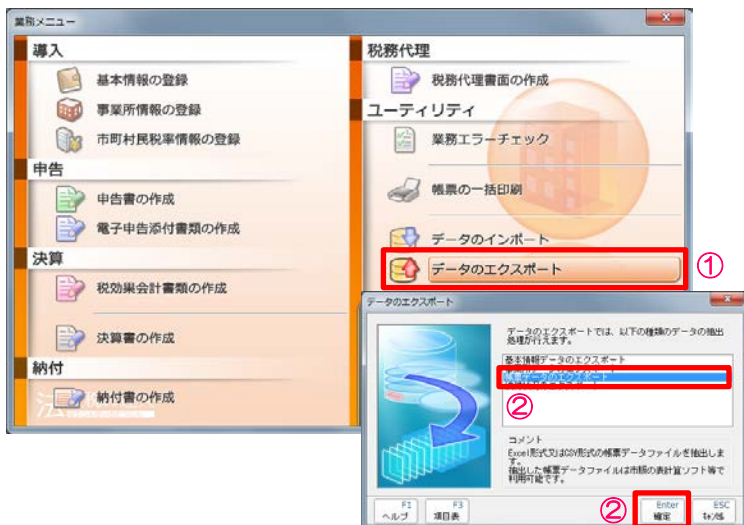 業務メニュー
導入
基本情報の登録
事業所情報の登録
市町村民税率情報の登録
申告
申告書の作成
電子申告添付書類の作成
決算
税効果会計書類の作成
決算書の作成
納付
納付書の作成
税務代理
税務代理書面の作成
ユーティリティ
業務エラーチェック
帳票の一括印刷
データのインポート
データのエクスポート
①
データのエクスポート
データのエクスポートでは、以下の種類のデータの抽出
処理が行えます。
基本情報データのエクスポート
帳票データのエクスポート
②
コメント
Excel形式又はCSV形式の帳票データファイルを抽出しま
す。
抽出した帳票データファイルは市販の表計算ソフト等で
利用可能です。
F1
ヘルプ
F3
項目表
②
Enter
確定
ESC
ｷｬﾝｾﾙ